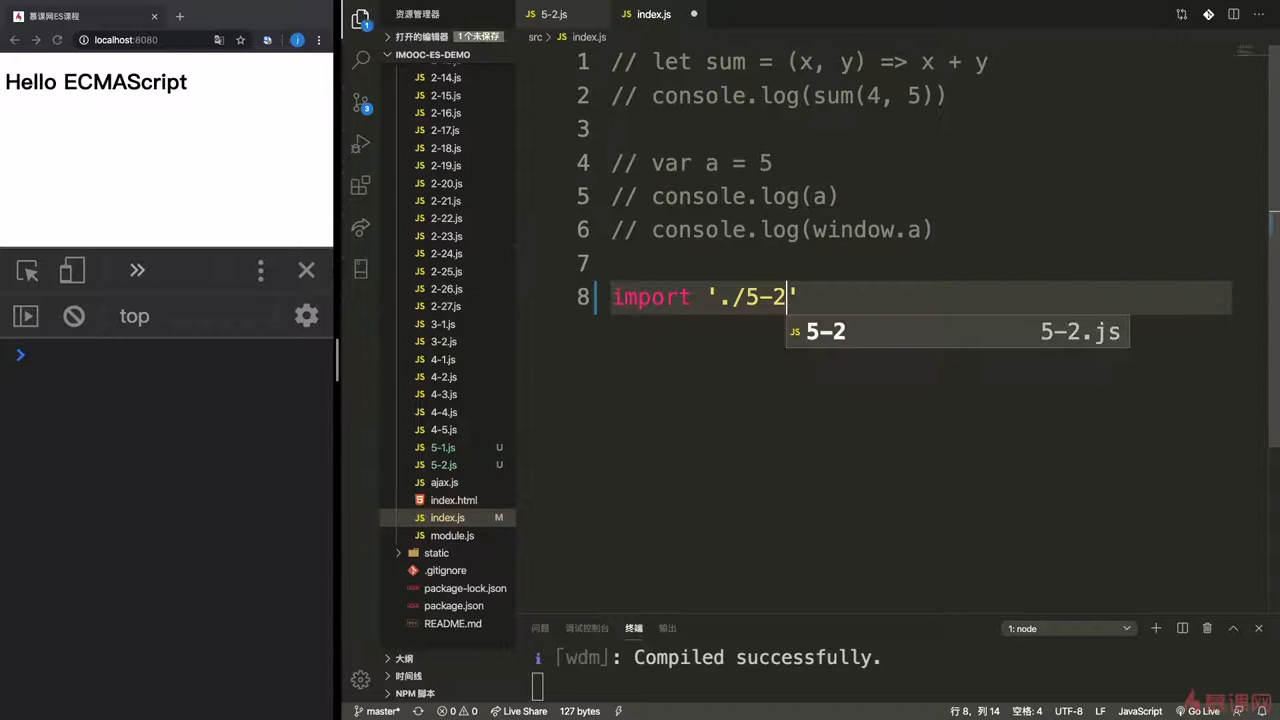 慕课网ES课程
localhost:8080
Hello ECMAScript
top
资源管理器
打开的编辑器 1 个未保存
IMOOC-ES-DEMO
2-14.js
2-15.js
2-16.js
2-17.js
2-18.js
2-19.js
2-20.js
2-21.js
2-22.js
2-23.js
2-24.js
2-25.js
2-26.js
2-27.js
3-1.js
3-2.js
4-1.js
4-2.js
4-3.js
4-4.js
4-5.js
5-1.js U
5-2.js U
ajax.js
index.html
index.js M
module.js
static
.gitignore
package-lock.json
package.json
README.md
大纲
时间线
NPM 脚本
5-2.js index.js
src > index.js
1 // let sum = (x, y) => x + y
2 // console.log(sum(4, 5))
3
4 // var a = 5
5 // console.log(a)
6 // console.log(window.a)
7
8 import './5-2'
JS 5-2 5-2.js
问题 调试控制台 终端 输出 1: node
i ｢wdm｣: Compiled successfully.
master* 0 0 Live Share 127 bytes 行 8, 列 14 空格: 4 UTF-8 LF JavaScript Go Live
慕课网